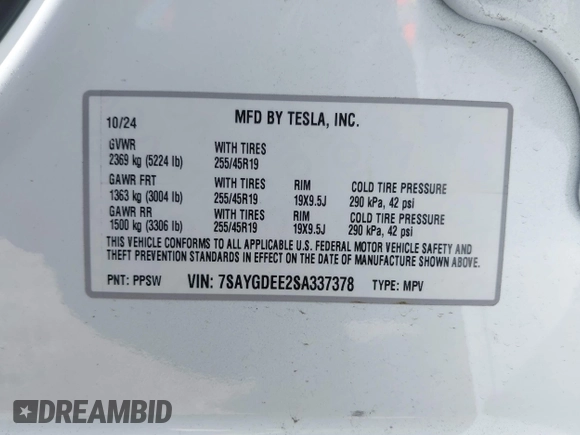 10/24 MFD BY TESLA, INC.
GVWR WITH TIRES
2369 kg (5224 lb) 255/45R19
GAWR FRT WITH TIRES RIM COLD TIRE PRESSURE
1363 kg (3004 lb) 255/45R19 19X9.5J 290 kPa, 42 psi
GAWR RR WITH TIRES RIM COLD TIRE PRESSURE
1500 kg (3306 lb) 255/45R19 19X9.5J 290 kPa, 42 psi
THIS VEHICLE CONFORMS TO ALL APPLICABLE U.S. FEDERAL MOTOR VEHICLE SAFETY AND
THEFT PREVENTION STANDARDS IN EFFECT ON THE DATE OF MANUFACTURE SHOWN ABOVE.
PNT: PPSW VIN: 7SAYGDEE2SA337378 TYPE: MPV
DREAMBID